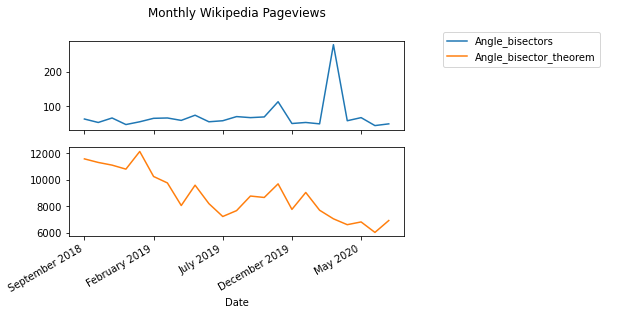 Monthly Wikipedia Pageviews
Angle_bisectors
Angle_bisector_theorem
200
100
12000
10000
8000
6000
September 2018
February 2019
July 2019
December 2019
May 2020
Date